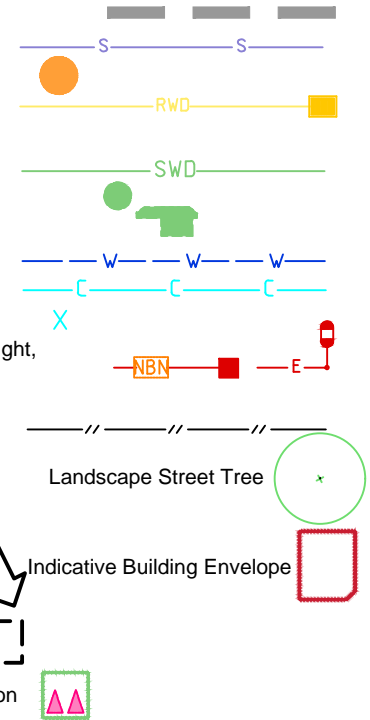 S S
RWD
SWD
W W W
C C C
X
ght,
NBN E
// // //
Landscape Street Tree
Indicative Building Envelope
on